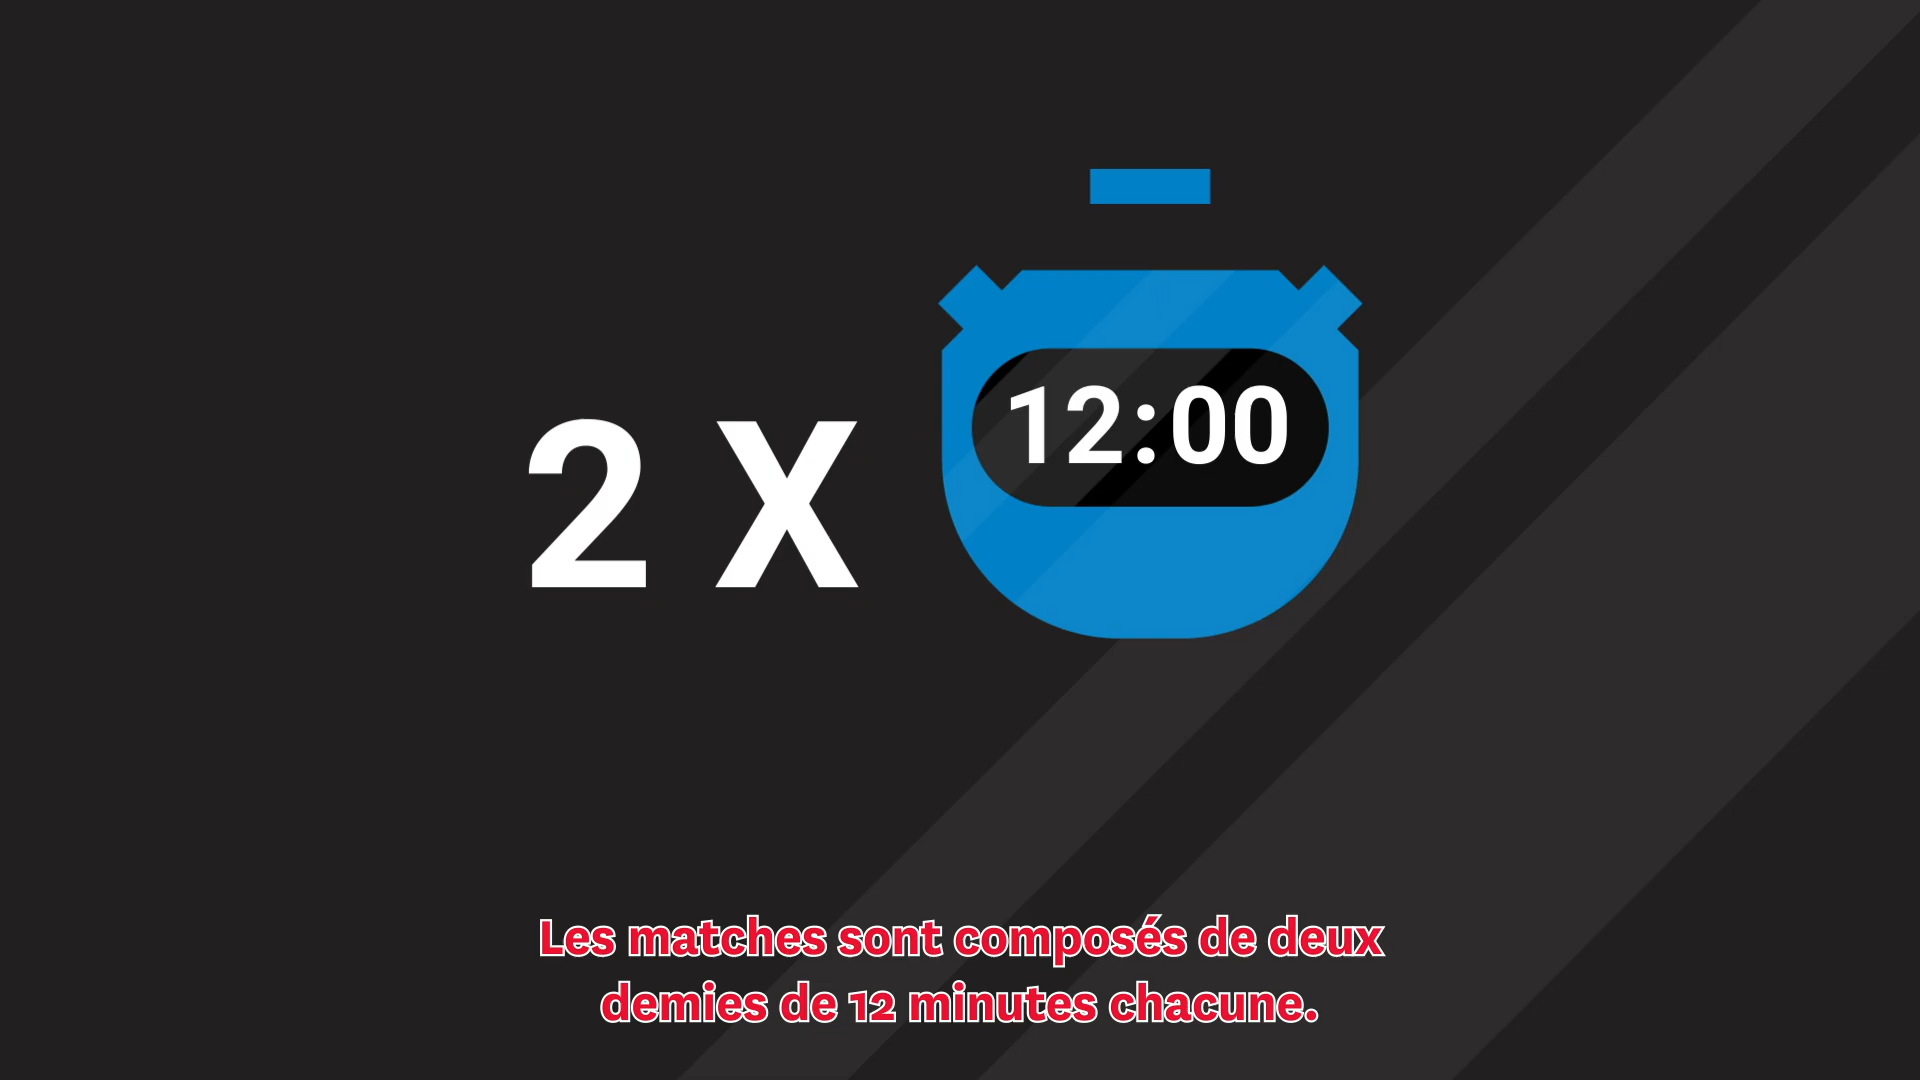 2 X
12:00
Les matches sont composés de deux
demies de 12 minutes chacune.